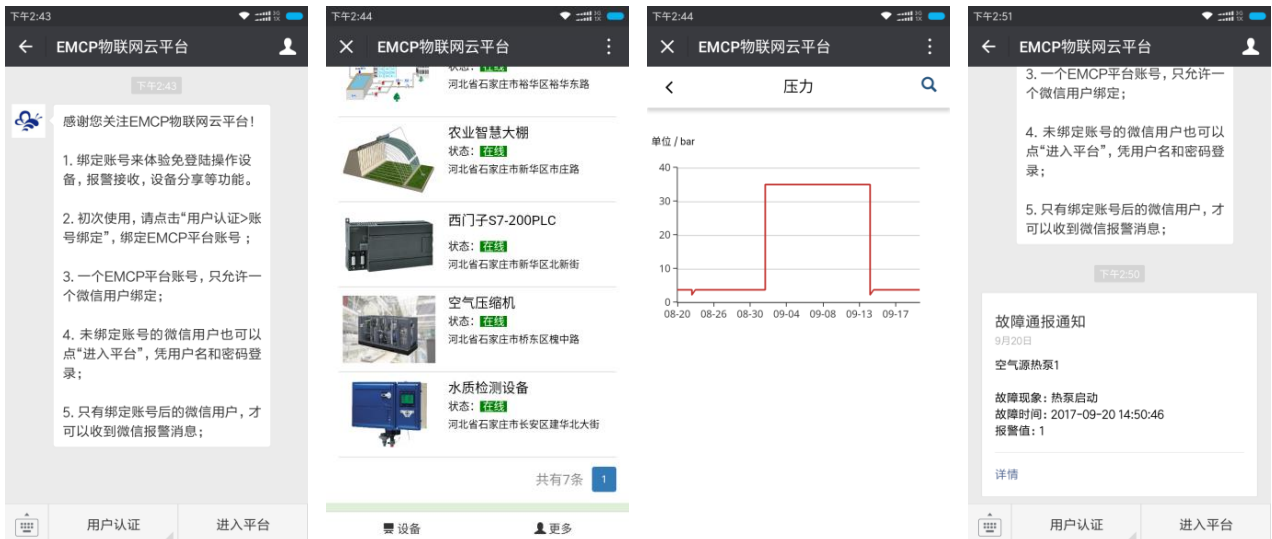 下午2:43
EMCP物联网云平台
下午2:43
感谢您关注EMCP物联网云平台!
1. 绑定账号来体验免登陆操作设
备,报警接收,设备分享等功能。
2. 初次使用,请点击“用户认证>账
号绑定”,绑定EMCP平台账号;
3. 一个EMCP平台账号,只允许一
个微信用户绑定;
4. 未绑定账号的微信用户也可以
点“进入平台”,凭用户名和密码登
录;
5. 只有绑定账号后的微信用户,才
可以收到微信报警消息;
用户认证
进入平台
下午2:44
EMCP物联网云平台
状态: 在线
河北省石家庄市裕华区裕华东路
农业智慧大棚
状态: 在线
河北省石家庄市新华区市庄路
西门子S7-200PLC
状态: 在线
河北省石家庄市新华区北新街
空气压缩机
状态: 在线
河北省石家庄市桥东区槐中路
水质检测设备
状态: 在线
河北省石家庄市长安区建华北大街
共有7条 1
设备
更多
下午2:44
EMCP物联网云平台
压力
单位 / bar
40
30
20
10
0
08-20 08-26 08-30 09-04 09-08 09-13 09-17
下午2:51
EMCP物联网云平台
3. 一个EMCP平台账号,只允许一
个微信用户绑定;
4. 未绑定账号的微信用户也可以
点“进入平台”,凭用户名和密码登
录;
5. 只有绑定账号后的微信用户,才
可以收到微信报警消息;
下午2:50
故障通报通知
9月20日
空气源热泵1
故障现象: 热泵启动
故障时间: 2017-09-20 14:50:46
报警值: 1
详情
用户认证
进入平台